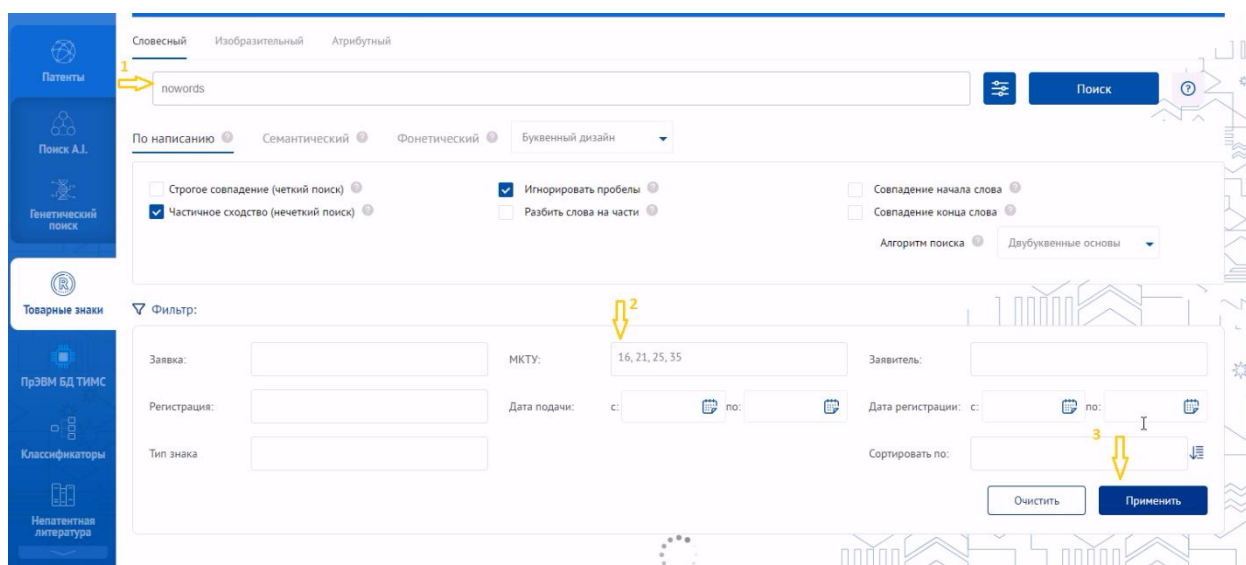 Словесный Изобразительный Атрибутный
Патенты
1
nowords
Поиск
?
Поиск A.I.
По написанию ? Семантический ? Фонетический ? Буквенный дизайн
Генетический
поиск
Строгое совпадение (четкий поиск) ? Игнорировать пробелы ? Совпадение начала слова ?
Частичное сходство (нечеткий поиск) ? Разбить слова на части ? Совпадение конца слова ?
Алгоритм поиска ? Двубуквенные основы
R
Товарные знаки
Фильтр:
2
Заявка: МКТУ: 16, 21, 25, 35 Заявитель:
ПрЭВМ БД ТИМС
Регистрация: Дата подачи: с: по: Дата регистрации: с: по:
3
Классификаторы
Тип знака Сортировать по:
Очистить Применить
Непатентная
литература